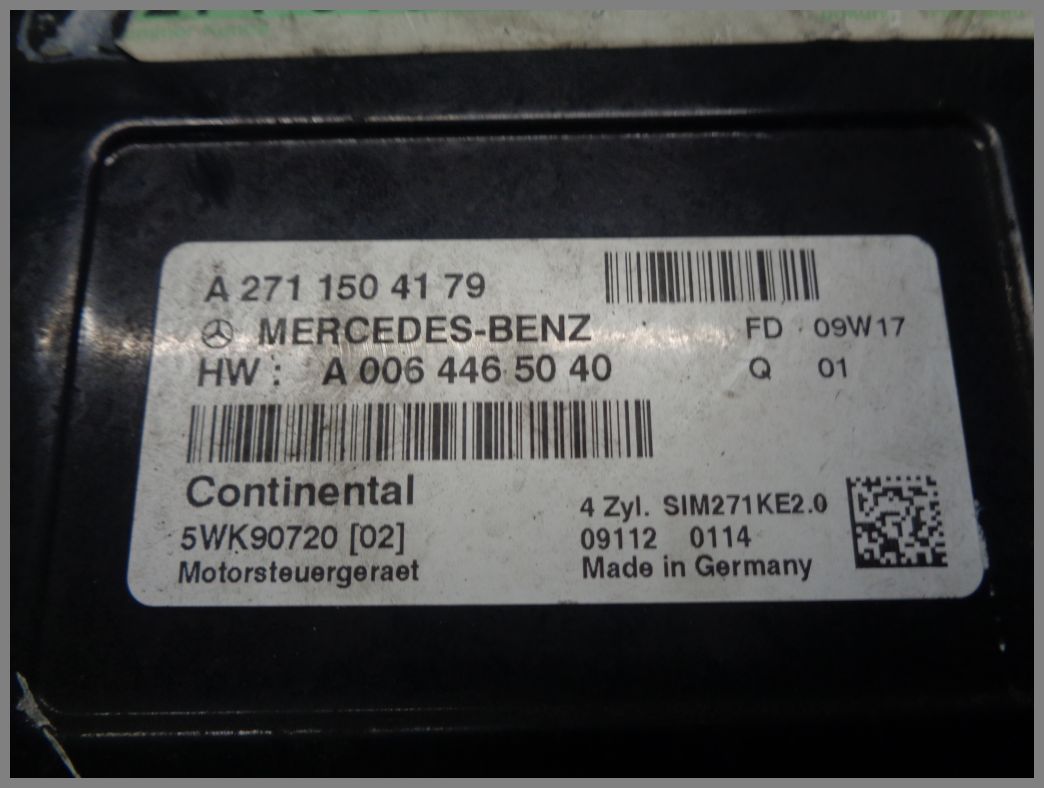 A 271 150 41 79
MERCEDES-BENZ FD 09W17
HW : A 006 446 50 40 Q 01
Continental
4 Zyl. SIM271KE2.0
5WK90720 [02] 09112 0114
Motorsteuergeraet Made in Germany